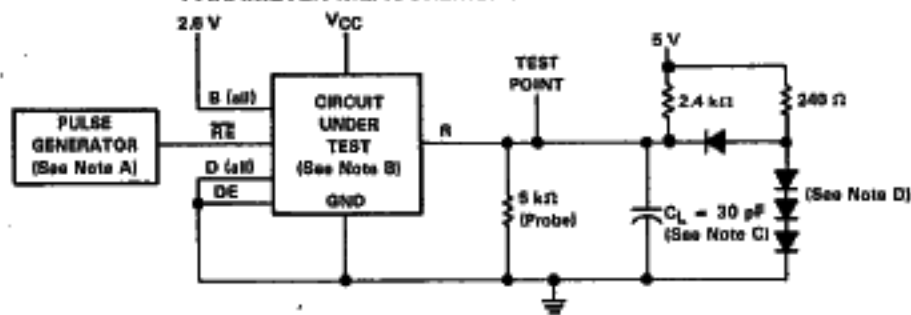 2.6 V
VCC
5 V
TEST
POINT
B (all)
CIRCUIT
UNDER
TEST
(See Note B)
GND
2.4 kΩ
240 Ω
PULSE
GENERATOR
(See Note A)
RE
R
D (all)
DE
5 kΩ
(Probe)
CL = 30 pF
(See Note C)
(See Note D)